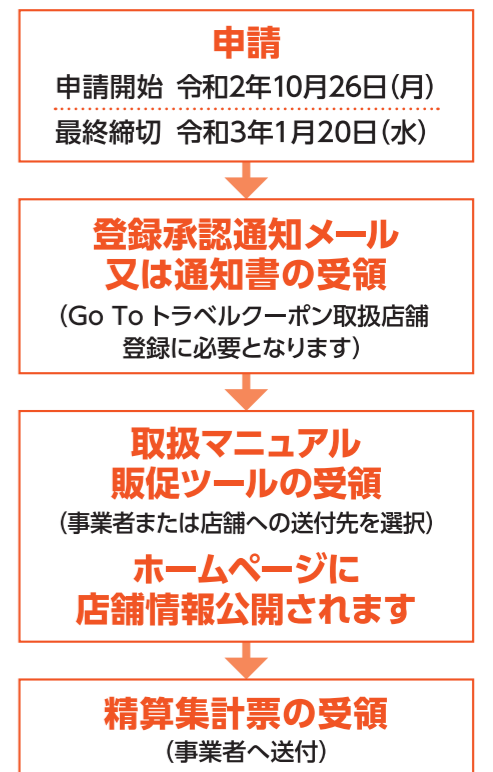 申請
申請開始 令和2年10月26日(月)
最終締切 令和3年1月20日(水)
登録承認通知メール
又は通知書の受領
(Go To トラベルクーポン取扱店舗
登録に必要となります)
取扱マニュアル
販促ツールの受領
(事業者または店舗への送付先を選択)
ホームページに
店舗情報公開されます
精算集計票の受領
(事業者へ送付)